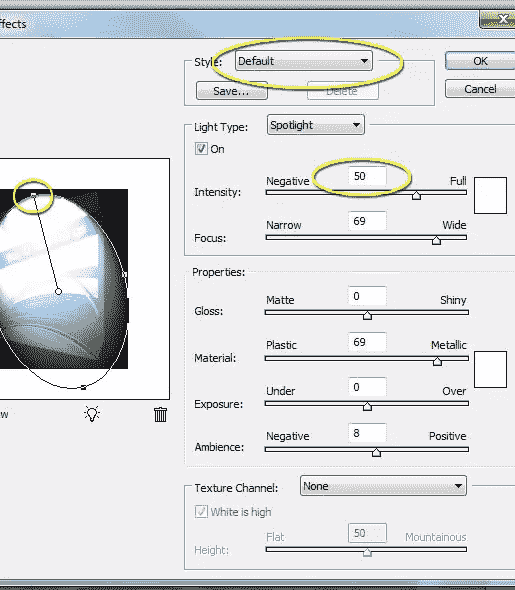 ffects
Style: Default OK
Save... Delete Cancel
Light Type: Spotlight
On
Negative 50 Full
Intensity:
Narrow 69 Wide
Focus:
Properties:
Matte 0 Shiny
Gloss:
Plastic 69 Metallic
Material:
Under 0 Over
Exposure:
Negative 8 Positive
Ambience:
w
Texture Channel: None
White is high
Flat 50 Mountainous
Height: